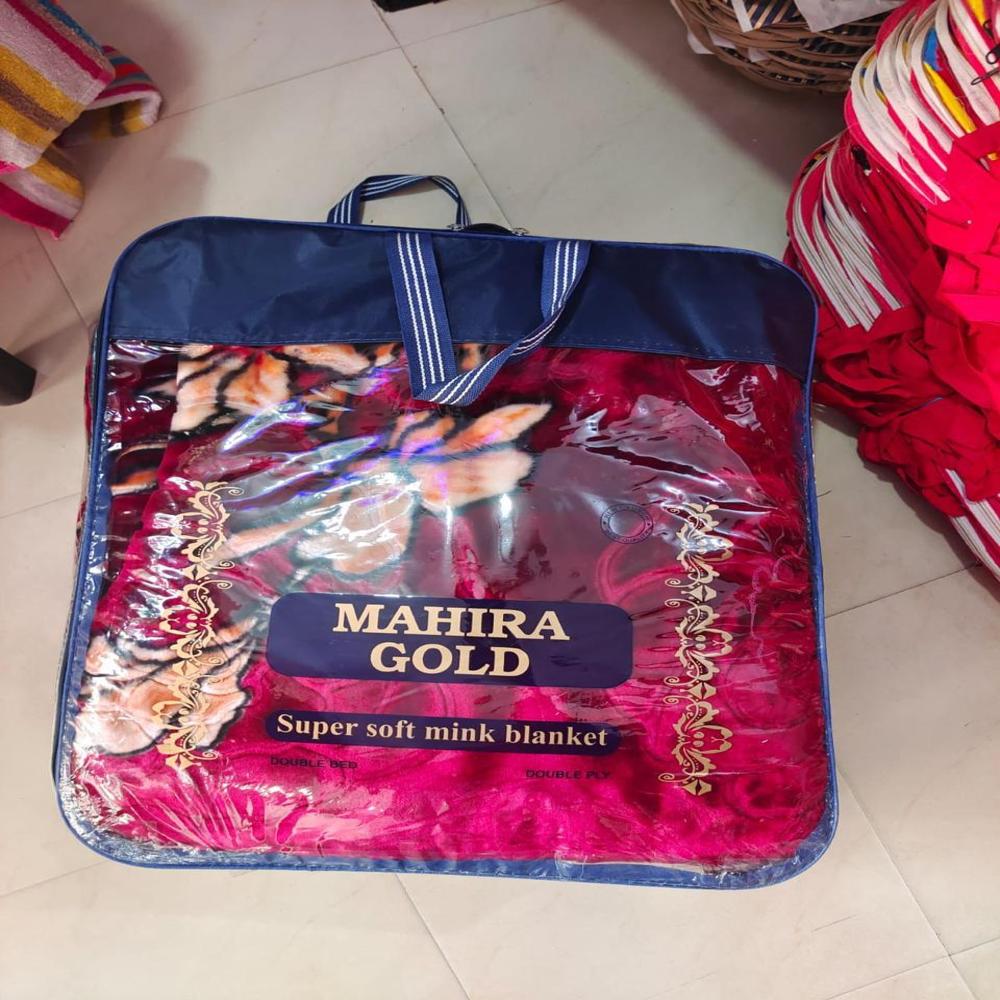 MAHIRA
GOLD
Super soft mink blanket
DOUBLE BED
DOUBLE PLY